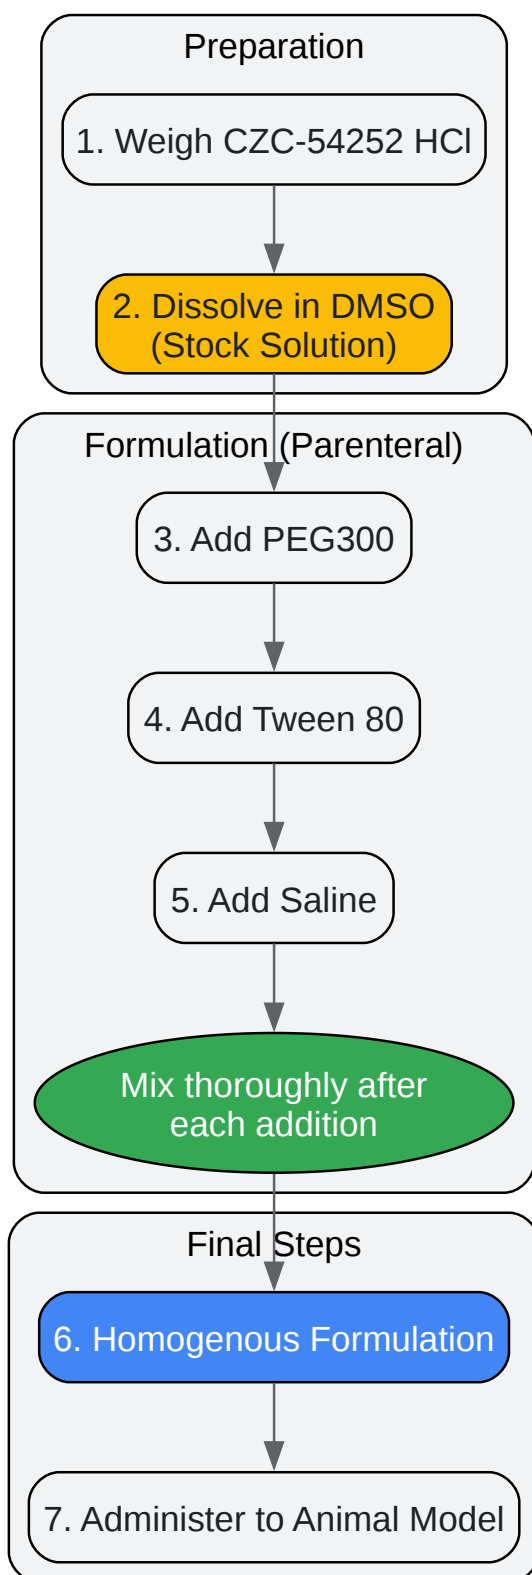 Preparation
1. Weigh CZC-54252 HCl
2. Dissolve in DMSO
(Stock Solution)
Formulation (Parenteral)
3. Add PEG300
4. Add Tween 80
5. Add Saline
Mix thoroughly after
each addition
Final Steps
6. Homogenous Formulation
7. Administer to Animal Model